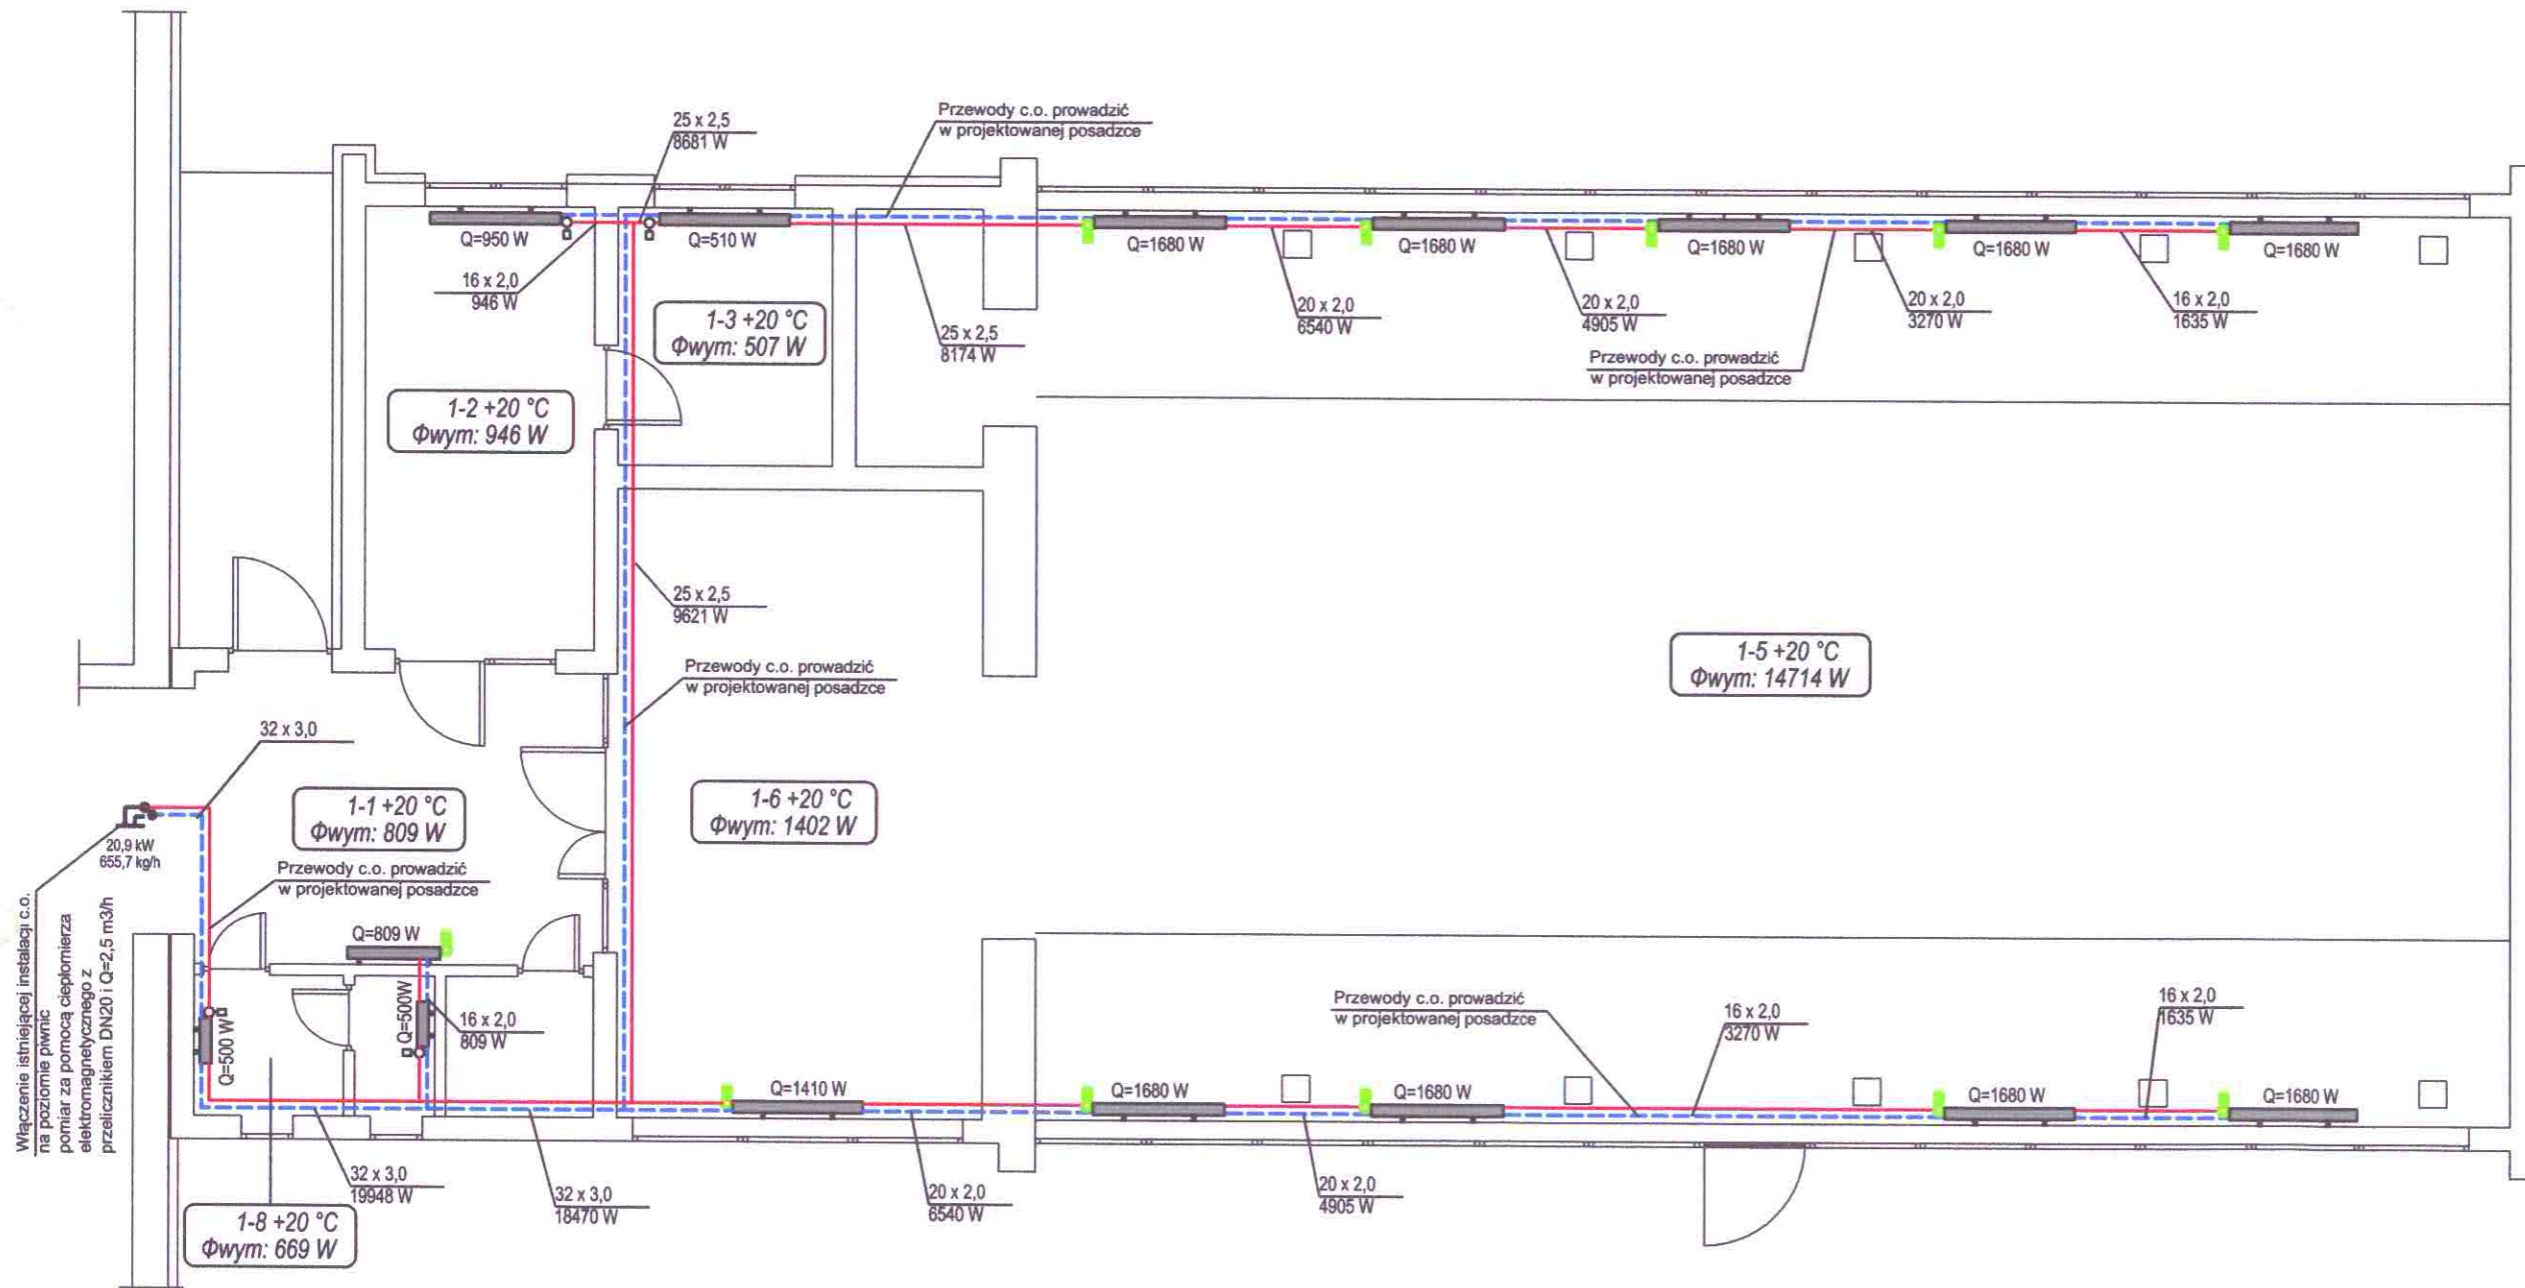 25 x 2,5
8681 W
Przewody c.o. prowadzić
w projektowanej posadzce
Q=950 W
Q=510 W
Q=1680 W
Q=1680 W
Q=1680 W
Q=1680 W
Q=1680 W
16 x 2,0
946 W
1-3 +20 °C
Φwym: 507 W
25 x 2,5
8174 W
20 x 2,0
6540 W
20 x 2,0
4905 W
20 x 2,0
3270 W
16 x 2,0
1635 W
Przewody c.o. prowadzić
w projektowanej posadzce
1-2 +20 °C
Φwym: 946 W
25 x 2,5
9621 W
Przewody c.o. prowadzić
w projektowanej posadzce
1-5 +20 °C
Φwym: 14714 W
32 x 3,0
1-1 +20 °C
Φwym: 809 W
1-6 +20 °C
Φwym: 1402 W
20,9 kW
655,7 kg/h
Przewody c.o. prowadzić
w projektowanej posadzce
Włączenie istniejącej instalacji c.o.
na poziomie piwnic
pomiar za pomocą ciepłomierza
elektromagnetycznego z
przelicznikiem DN20 i Q=2,5 m3/h
Q=809 W
Q=500 W
Q=500W
16 x 2,0
809 W
Przewody c.o. prowadzić
w projektowanej posadzce
16 x 2,0
3270 W
16 x 2,0
1635 W
Q=1410 W
Q=1680 W
Q=1680 W
Q=1680 W
Q=1680 W
32 x 3,0
19948 W
32 x 3,0
18470 W
20 x 2,0
6540 W
20 x 2,0
4905 W
1-8 +20 °C
Φwym: 669 W